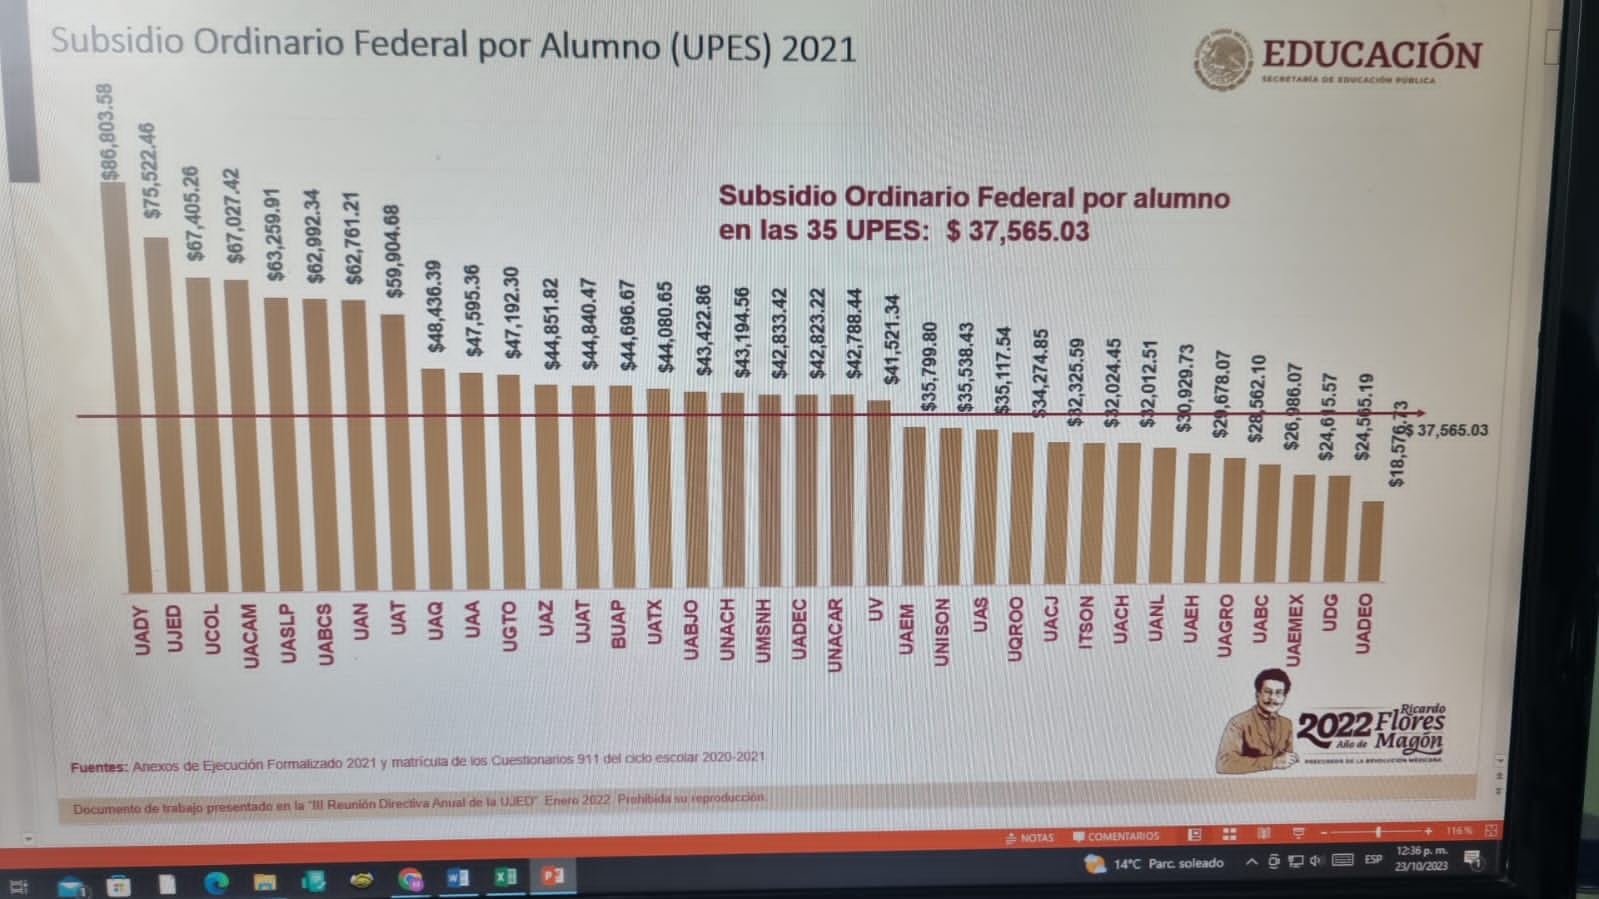 Subsidio Ordinario Federal por Alumno (UPES) 2021
EDUCACIÓN
SECRETARÍA DE EDUCACIÓN PÚBLICA
Subsidio Ordinario Federal por alumno
en las 35 UPES: $ 37,565.03
$86,803.58
$75,522.46
$67,405.26
$67,027.42
$63,259.91
$62,992.34
$62,761.21
$59,904.68
$48,436.39
$47,595.36
$47,192.30
$44,851.82
$44,840.47
$44,696.67
$44,080.65
$43,422.86
$43,194.56
$42,833.42
$42,823.22
$42,788.44
$41,521.34
$35,799.80
$35,538.43
$35,117.54
$34,274.85
$32,325.59
$32,024.45
$32,012.51
$30,929.73
$29,678.07
$28,562.10
$26,986.07
$24,615.57
$24,565.19
$18,576.73
$ 37,565.03
UADY
UJED
UCOL
UACAM
UASLP
UABCS
UAN
UAT
UAQ
UAA
UGTO
UAZ
UJAT
BUAP
UATX
UABJO
UNACH
UMSNH
UADEC
UNACAR
UV
UAEM
UNISON
UAS
UQROO
UACJ
ITSON
UACH
UANL
UAEH
UAGRO
UABC
UAEMEX
UDG
UADEO
2022 Ricardo
Flores
Año de Magón
PRECURSOR DE LA REVOLUCIÓN MEXICANA
Fuentes: Anexos de Ejecución Formalizado 2021 y matrícula de los Cuestionarios 911 del ciclo escolar 2020-2021
Documento de trabajo presentado en la "III Reunión Directiva Anual de la UJED". Enero 2022. Prohibida su reproducción.
NOTAS COMENTARIOS 116 %
14°C Parc. soleado ESP 12:36 p. m.
23/10/2023